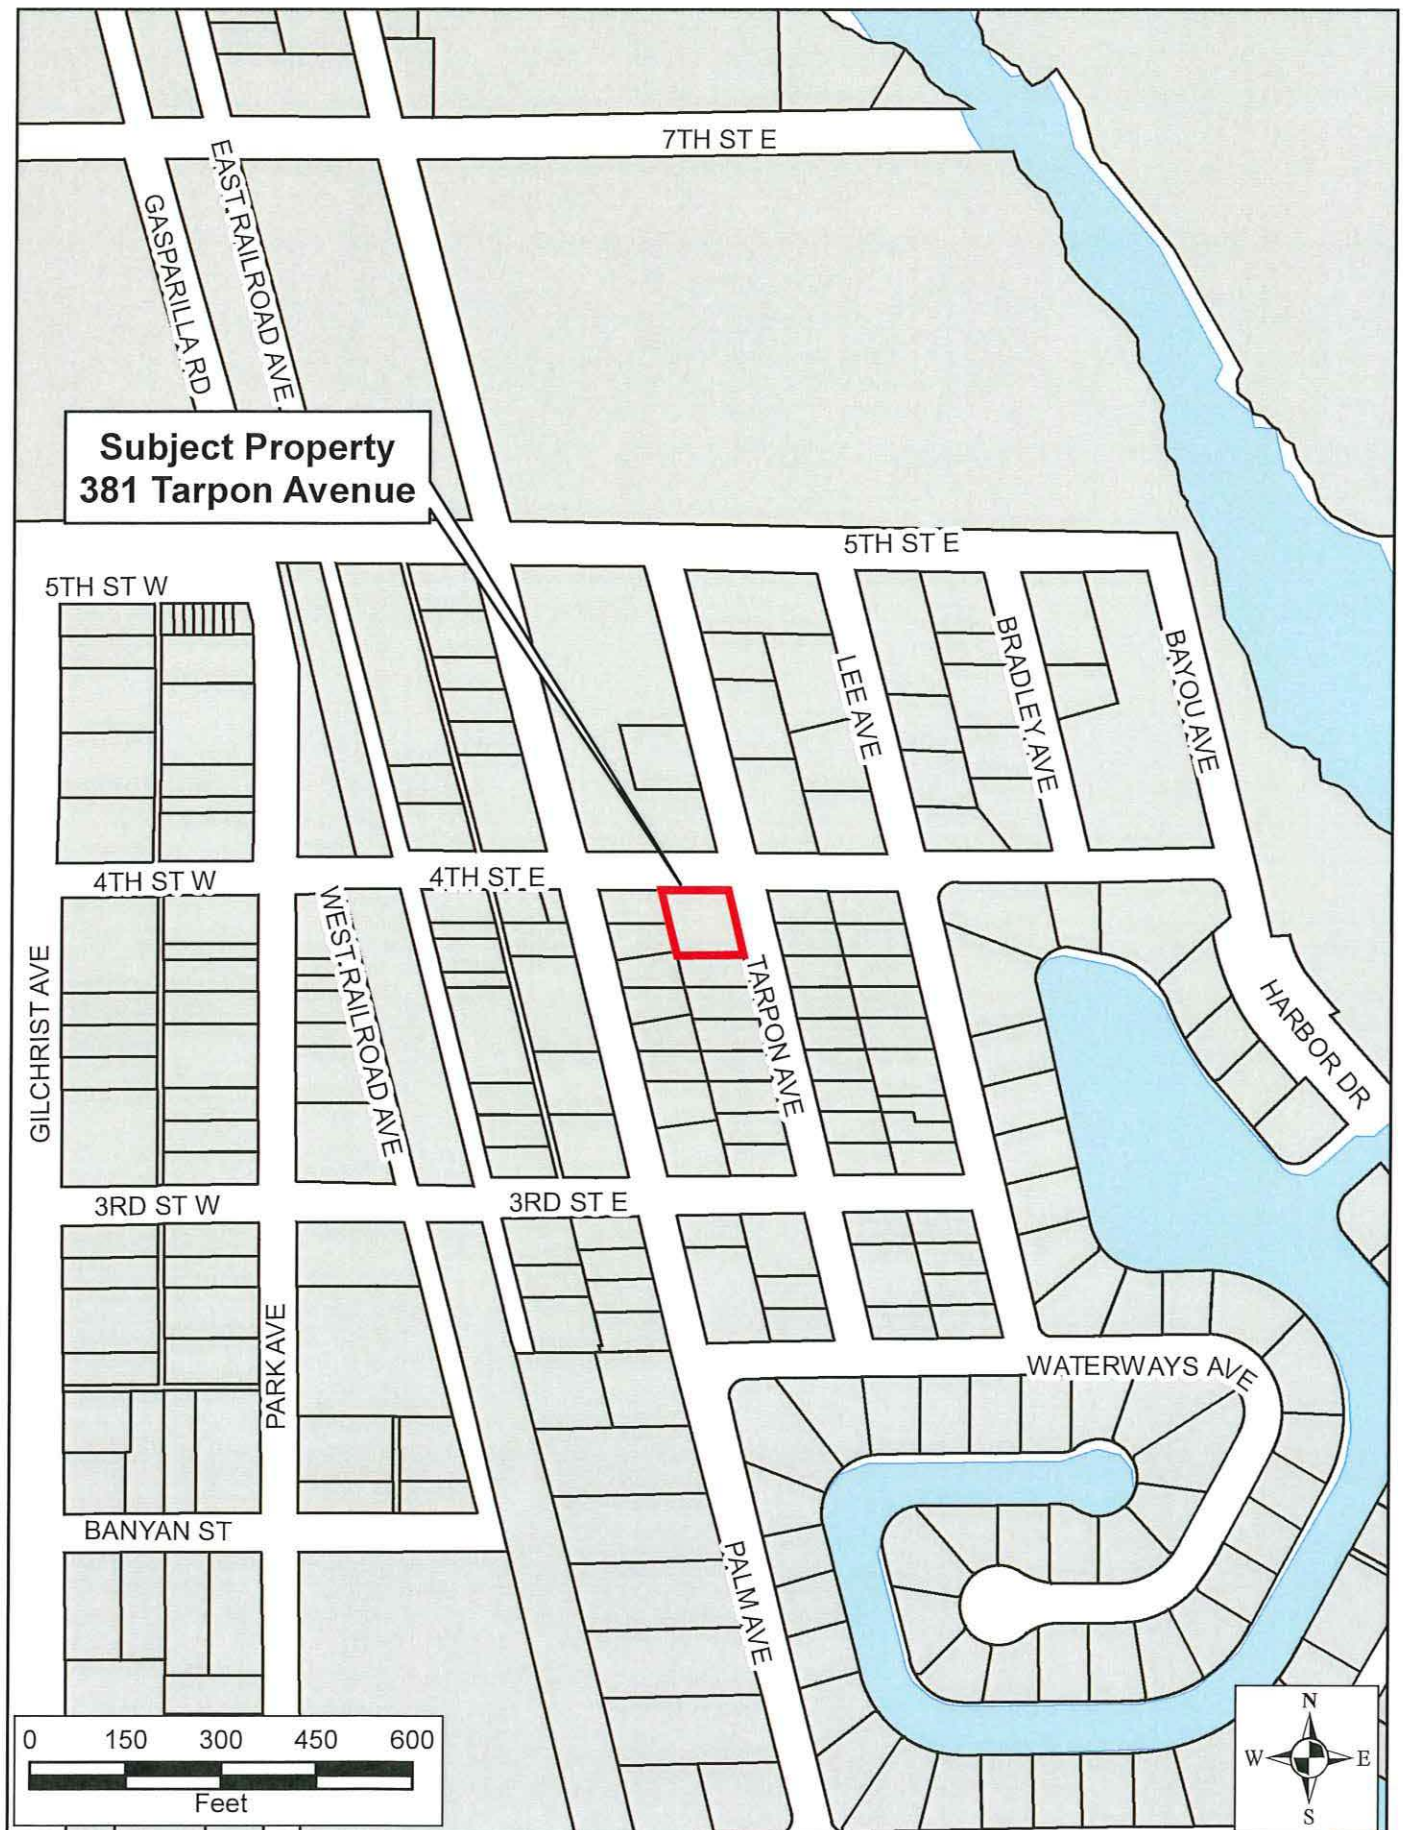 7TH ST E
EAST RAILROAD AVE
GASPARILLA RD
Subject Property
381 Tarpon Avenue
5TH ST E
5TH ST W
BRADLEY AVE
BAYOU AVE
LEE AVE
4TH ST W
4TH ST E
WEST RAILROAD AVE
GILCHRIST AVE
TARPON AVE
HARBOR DR
3RD ST W
3RD ST E
PARK AVE
WATERWAYS AVE
BANYAN ST
PALM AVE
0 150 300 450 600
Feet
N
W E
S